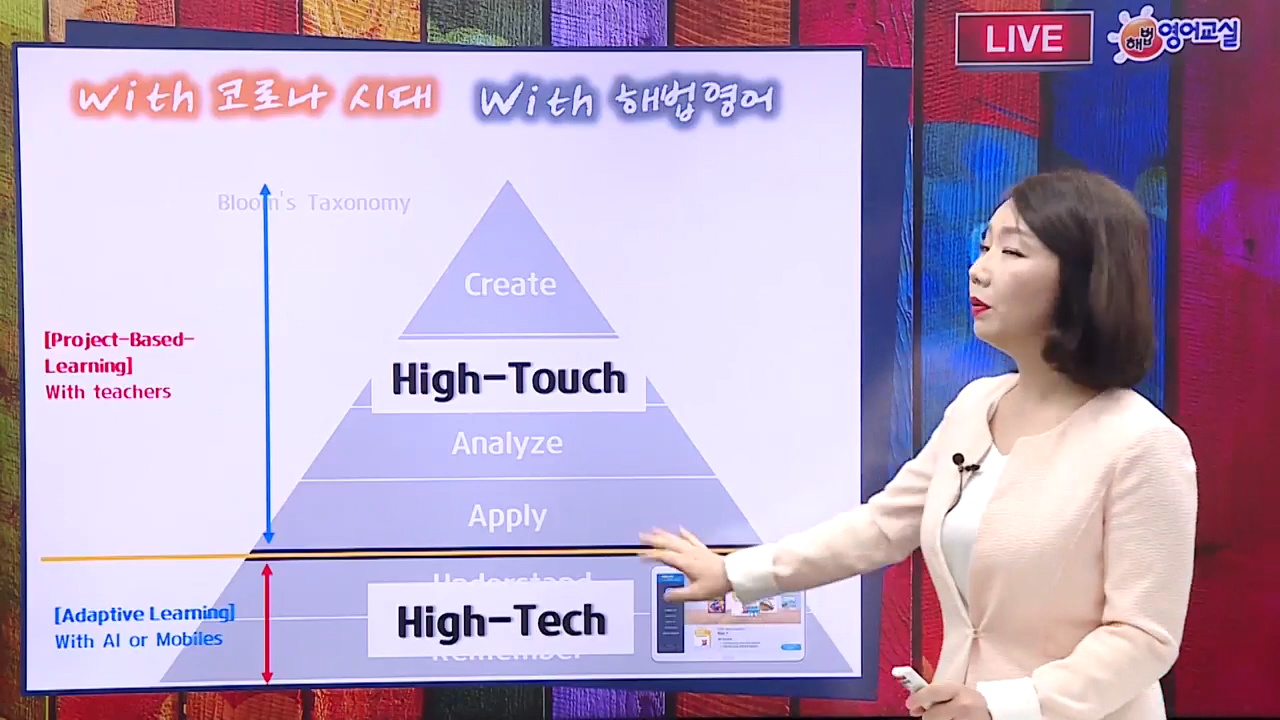 LIVE
해법영어교실
With 코로나 시대 With 해법영어
Bloom's Taxonomy
Create
[Project-Based-
Learning]
With teachers
High-Touch
Analyze
Apply
Understand
[Adaptive Learning]
With AI or Mobiles
High-Tech
Remember